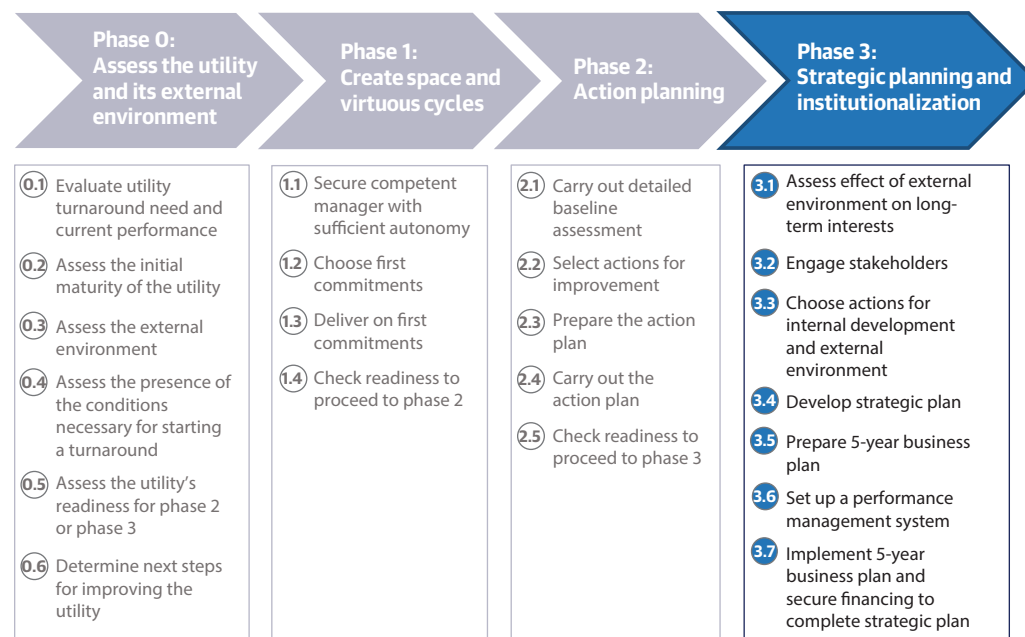 Phase 0:
Assess the utility
and its external
environment
Phase 1:
Create space and
virtuous cycles
Phase 2:
Action planning
Phase 3:
Strategic planning and
institutionalization
0.1 Evaluate utility
turnaround need and
current performance
0.2 Assess the initial
maturity of the utility
0.3 Assess the external
environment
0.4 Assess the presence of
the conditions
necessary for starting
a turnaround
0.5 Assess the utility’s
readiness for phase 2
or phase 3
0.6 Determine next steps
for improving the
utility
1.1 Secure competent
manager with
sufficient autonomy
1.2 Choose first
commitments
1.3 Deliver on first
commitments
1.4 Check readiness to
proceed to phase 2
2.1 Carry out detailed
baseline
assessment
2.2 Select actions for
improvement
2.3 Prepare the action
plan
2.4 Carry out the
action plan
2.5 Check readiness to
proceed to phase 3
3.1 Assess effect of external
environment on long-
term interests
3.2 Engage stakeholders
3.3 Choose actions for
internal development
and external
environment
3.4 Develop strategic plan
3.5 Prepare 5-year business
plan
3.6 Set up a performance
management system
3.7 Implement 5-year
business plan and
secure financing to
complete strategic plan